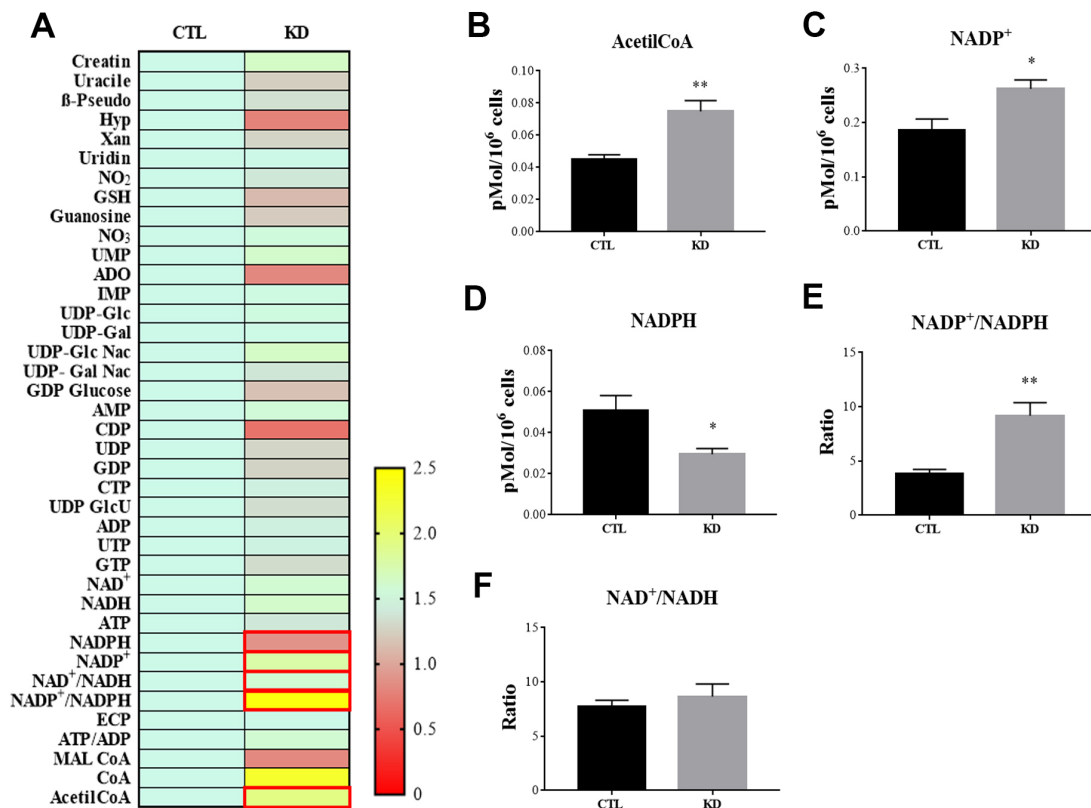 A
CTL KD
Creatin
Uracile
ß-Pseudo
Hyp
Xan
Uridin
NO₂
GSH
Guanosine
NO₃
UMP
ADO
IMP
UDP-Glc
UDP-Gal
UDP-Glc Nac
UDP- Gal Nac
GDP Glucose
AMP
CDP
UDP
GDP
CTP
UDP GlcU
ADP
UTP
GTP
NAD⁺
NADH
ATP
NADPH
NADP⁺
NAD⁺/NADH
NADP⁺/NADPH
ECP
ATP/ADP
MAL CoA
CoA
AcetilCoA
2.5
2.0
1.5
1.0
0.5
0
B
AcetilCoA
pMol/10⁶ cells
0.10
0.08
0.06
0.04
0.02
0.00
**
CTL KD
C
NADP⁺
pMol/10⁶ cells
0.3
0.2
0.1
0.0
*
CTL KD
D
NADPH
pMol/10⁶ cells
0.08
0.06
0.04
0.02
0.00
*
CTL KD
E
NADP⁺/NADPH
Ratio
15
10
5
0
**
CTL KD
F
NAD⁺/NADH
Ratio
15
10
5
0
CTL KD